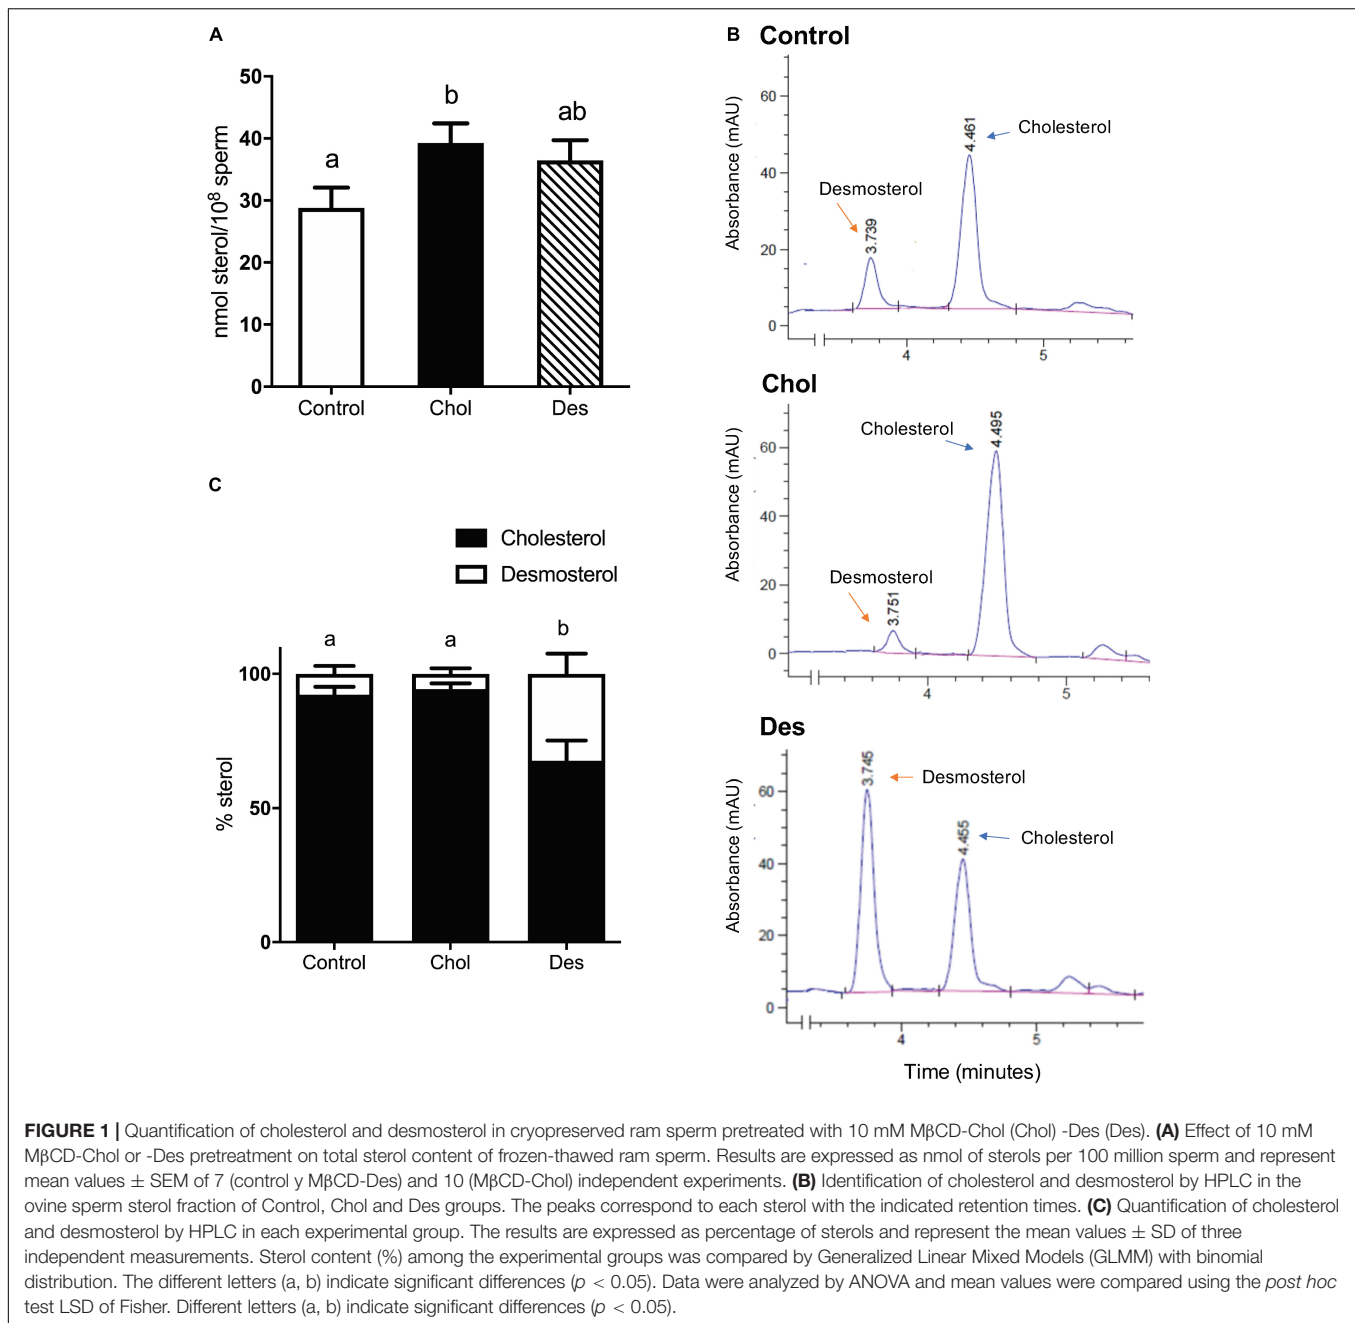 A
50
40
30
20
10
0
nmol sterol/10⁸ sperm
a
b
ab
Control
Chol
Des
B
Control
Absorbance (mAU)
60
40
20
0
Desmosterol
3.739
4.461
Cholesterol
4
5
Chol
Absorbance (mAU)
60
40
20
0
Cholesterol
4.495
Desmosterol
3.751
4
5
Des
Absorbance (mAU)
60
40
20
0
3.745
Desmosterol
4.455
Cholesterol
4
5
Time (minutes)
C
Cholesterol
Desmosterol
% sterol
100
50
0
a
a
b
Control
Chol
Des
FIGURE 1 | Quantification of cholesterol and desmosterol in cryopreserved ram sperm pretreated with 10 mM MβCD-Chol (Chol) -Des (Des). (A) Effect of 10 mM
MβCD-Chol or -Des pretreatment on total sterol content of frozen-thawed ram sperm. Results are expressed as nmol of sterols per 100 million sperm and represent
mean values ± SEM of 7 (control y MβCD-Des) and 10 (MβCD-Chol) independent experiments. (B) Identification of cholesterol and desmosterol by HPLC in the
ovine sperm sterol fraction of Control, Chol and Des groups. The peaks correspond to each sterol with the indicated retention times. (C) Quantification of cholesterol
and desmosterol by HPLC in each experimental group. The results are expressed as percentage of sterols and represent the mean values ± SD of three
independent measurements. Sterol content (%) among the experimental groups was compared by Generalized Linear Mixed Models (GLMM) with binomial
distribution. The different letters (a, b) indicate significant differences (p < 0.05). Data were analyzed by ANOVA and mean values were compared using the post hoc
test LSD of Fisher. Different letters (a, b) indicate significant differences (p < 0.05).